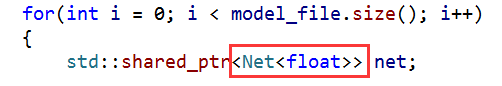 for(int i = 0; i < model_file.size(); i++)
{
std::shared_ptr<Net<float>> net;